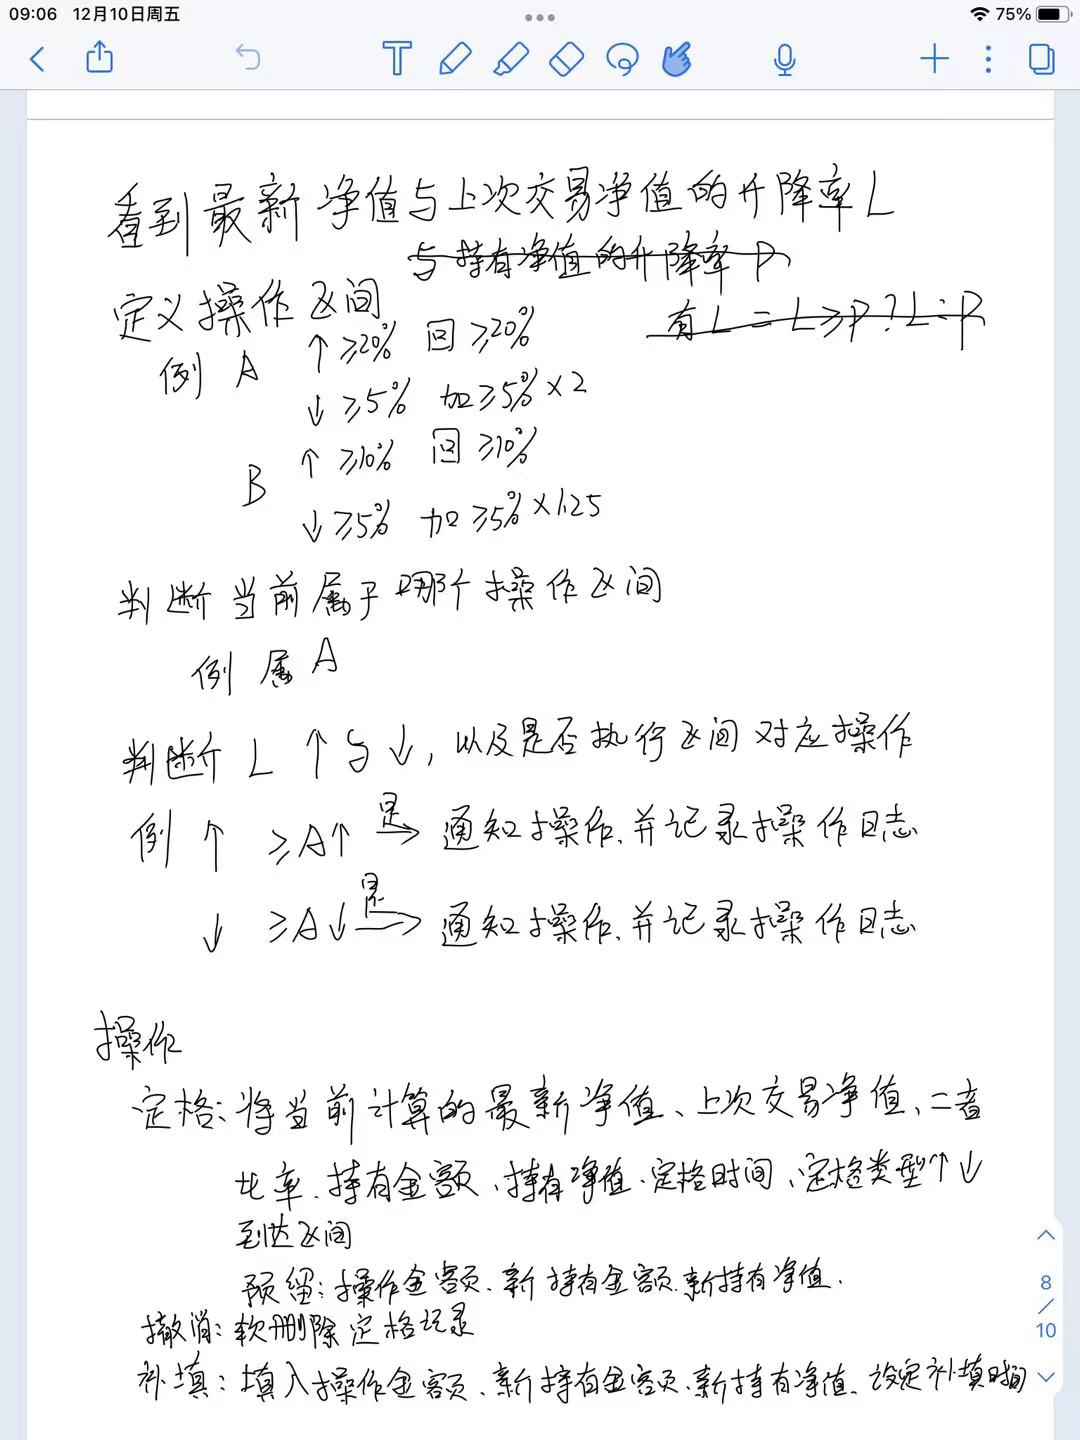 09:06 12月10日周五 75%
看到最新净值与上次交易净值的升降率L
与持有净值的升降率P
定义操作区间
有L=L≥P?L:P
例 A ↑≥20% 回≥20%
↓≥5% 加≥5%×2
B ↑≥10% 回≥10%
↓≥5% 加≥5%×1.25
判断当前属于哪个操作区间
例 属A
判断L↑与↓,以及是否执行区间对应操作
例 ↑ ≥A↑ 是→ 通知操作、并记录操作日志
↓ ≥A↓ 是→ 通知操作、并记录操作日志
操作
定格:将当前计算的最新净值、上次交易净值、二者
比率、持有金额、持有净值、定格时间、定格类型↑↓
到达区间
预留:操作金额、新持有金额、新持有净值.
撤消:软删除定格记录
补填:填入操作金额、新持有金额、新持有净值、设定补填时间
8
/
10